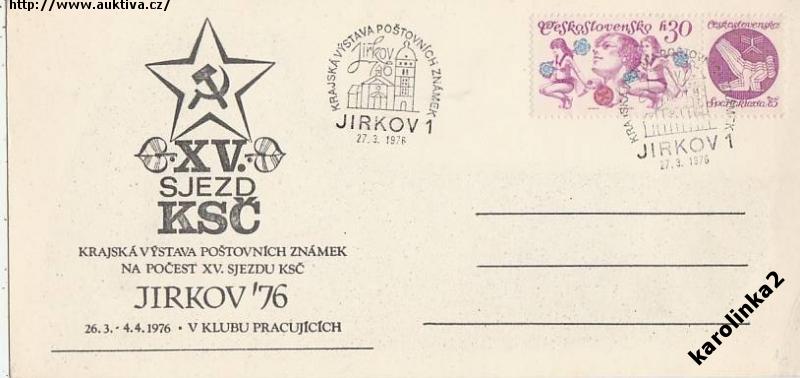 http://www.auktiva.cz/
XV.
SJEZD
KSČ
KRAJSKÁ VÝSTAVA POŠTOVNÍCH ZNÁMEK
NA POČEST XV. SJEZDU KSČ
JIRKOV '76
26.3. - 4.4.1976 • V KLUBU PRACUJÍCÍCH
KRAJSKÁ VÝSTAVA POŠTOVNÍCH ZNÁMEK
Jirkov
76
JIRKOV 1
27.3.1976
Československo h30
Československo
Spartakiáda 75
JIRKOV 1
27.3.1976
karolinka2